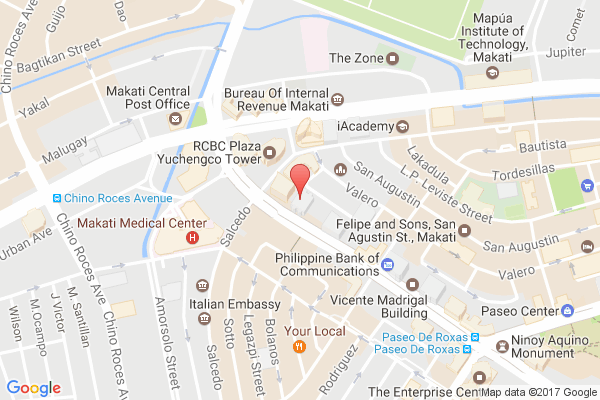 Chino Roces Ave
Guijo
Dao
Bagtikan Street
Yakal
Malugay
Makati Central
Post Office
Bureau Of Internal
Revenue Makati
The Zone
Mapúa
Institute of
Technology,
Makati
Comet
Jupiter
iAcademy
RCBC Plaza
Yuchengco Tower
San Augustin
Valero
Lakadula
L.P. Leviste Street
Bautista
Tordesillas
Chino Roces Avenue
Urban Ave
Chino Roces Ave.
Makati Medical Center
Salcedo
Felipe and Sons, San
Agustin St., Makati
San Augustin
Valero
Philippine Bank of
Communications
Vicente Madrigal
Building
Paseo Center
Italian Embassy
Your Local
Paseo De Roxas
Paseo De Roxas
Ninoy Aquino
Monument
Wilson
M.Ocampo
J Victor
M. Santillan
Chino Roces Ave
Amorsolo Street
Salcedo
Sotto
Legazpi Street
Bolanos
Rodriguez
The Enterprise Cent
Google
Map data ©2017 Google